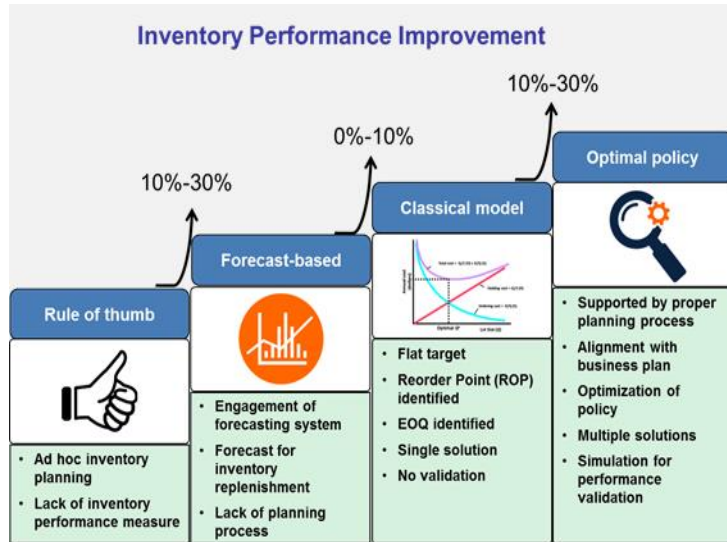 Inventory Performance Improvement
10%-30%
0%-10%
10%-30%
Rule of thumb
• Ad hoc inventory
planning
• Lack of inventory
performance measure
Forecast-based
• Engagement of
forecasting system
• Forecast for
inventory
replenishment
• Lack of planning
process
Classical model
Optimal
• Flat target
• Reorder Point (ROP)
identified
• EOQ identified
• Single solution
• No validation
Optimal policy
• Supported by proper
planning process
• Alignment with
business plan
• Optimization of
policy
• Multiple solutions
• Simulation for
performance
validation